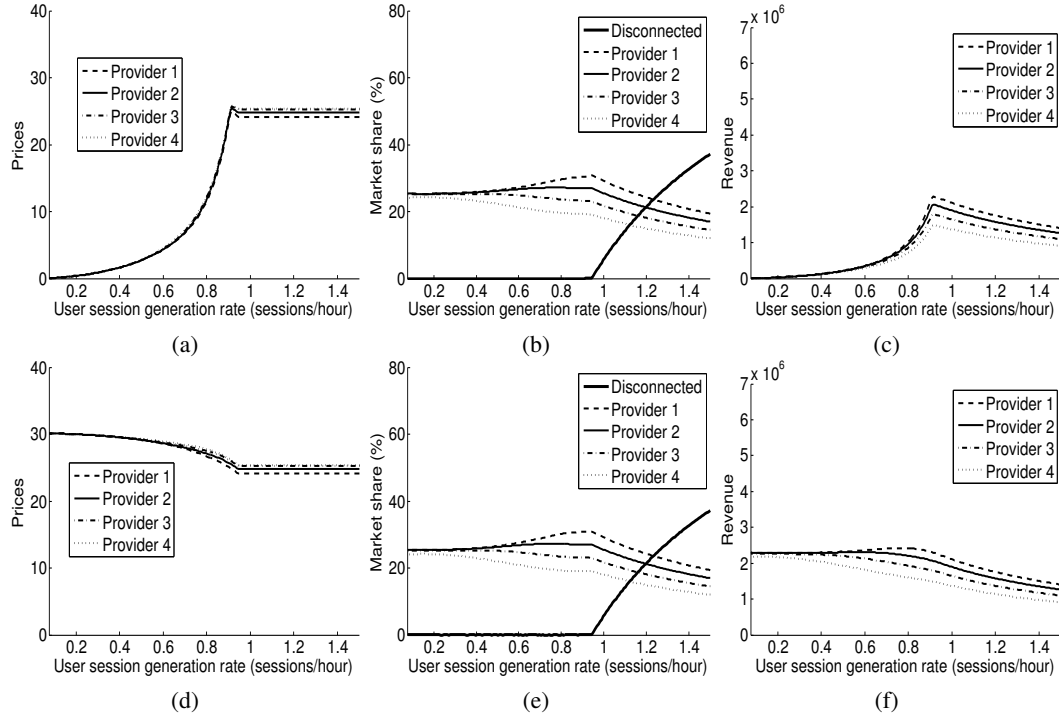 40
30
20
10
0
Prices
Provider 1
Provider 2
Provider 3
Provider 4
0.2 0.4 0.6 0.8 1 1.2 1.4
User session generation rate (sessions/hour)
(a)
80
60
40
20
0
Market share (%)
Disconnected
Provider 1
Provider 2
Provider 3
Provider 4
0.2 0.4 0.6 0.8 1 1.2 1.4
User session generation rate (sessions/hour)
(b)
x 10^6
7
6
5
4
3
2
1
0
Revenue
Provider 1
Provider 2
Provider 3
Provider 4
0.2 0.4 0.6 0.8 1 1.2 1.4
User session generation rate (sessions/hour)
(c)
40
30
20
10
0
Prices
Provider 1
Provider 2
Provider 3
Provider 4
0.2 0.4 0.6 0.8 1 1.2 1.4
User session generation rate (sessions/hour)
(d)
80
60
40
20
0
Market share (%)
Disconnected
Provider 1
Provider 2
Provider 3
Provider 4
0.2 0.4 0.6 0.8 1 1.2 1.4
User session generation rate (sessions/hour)
(e)
x 10^6
7
6
5
4
3
2
1
0
Revenue
Provider 1
Provider 2
Provider 3
Provider 4
0.2 0.4 0.6 0.8 1 1.2 1.4
User session generation rate (sessions/hour)
(f)